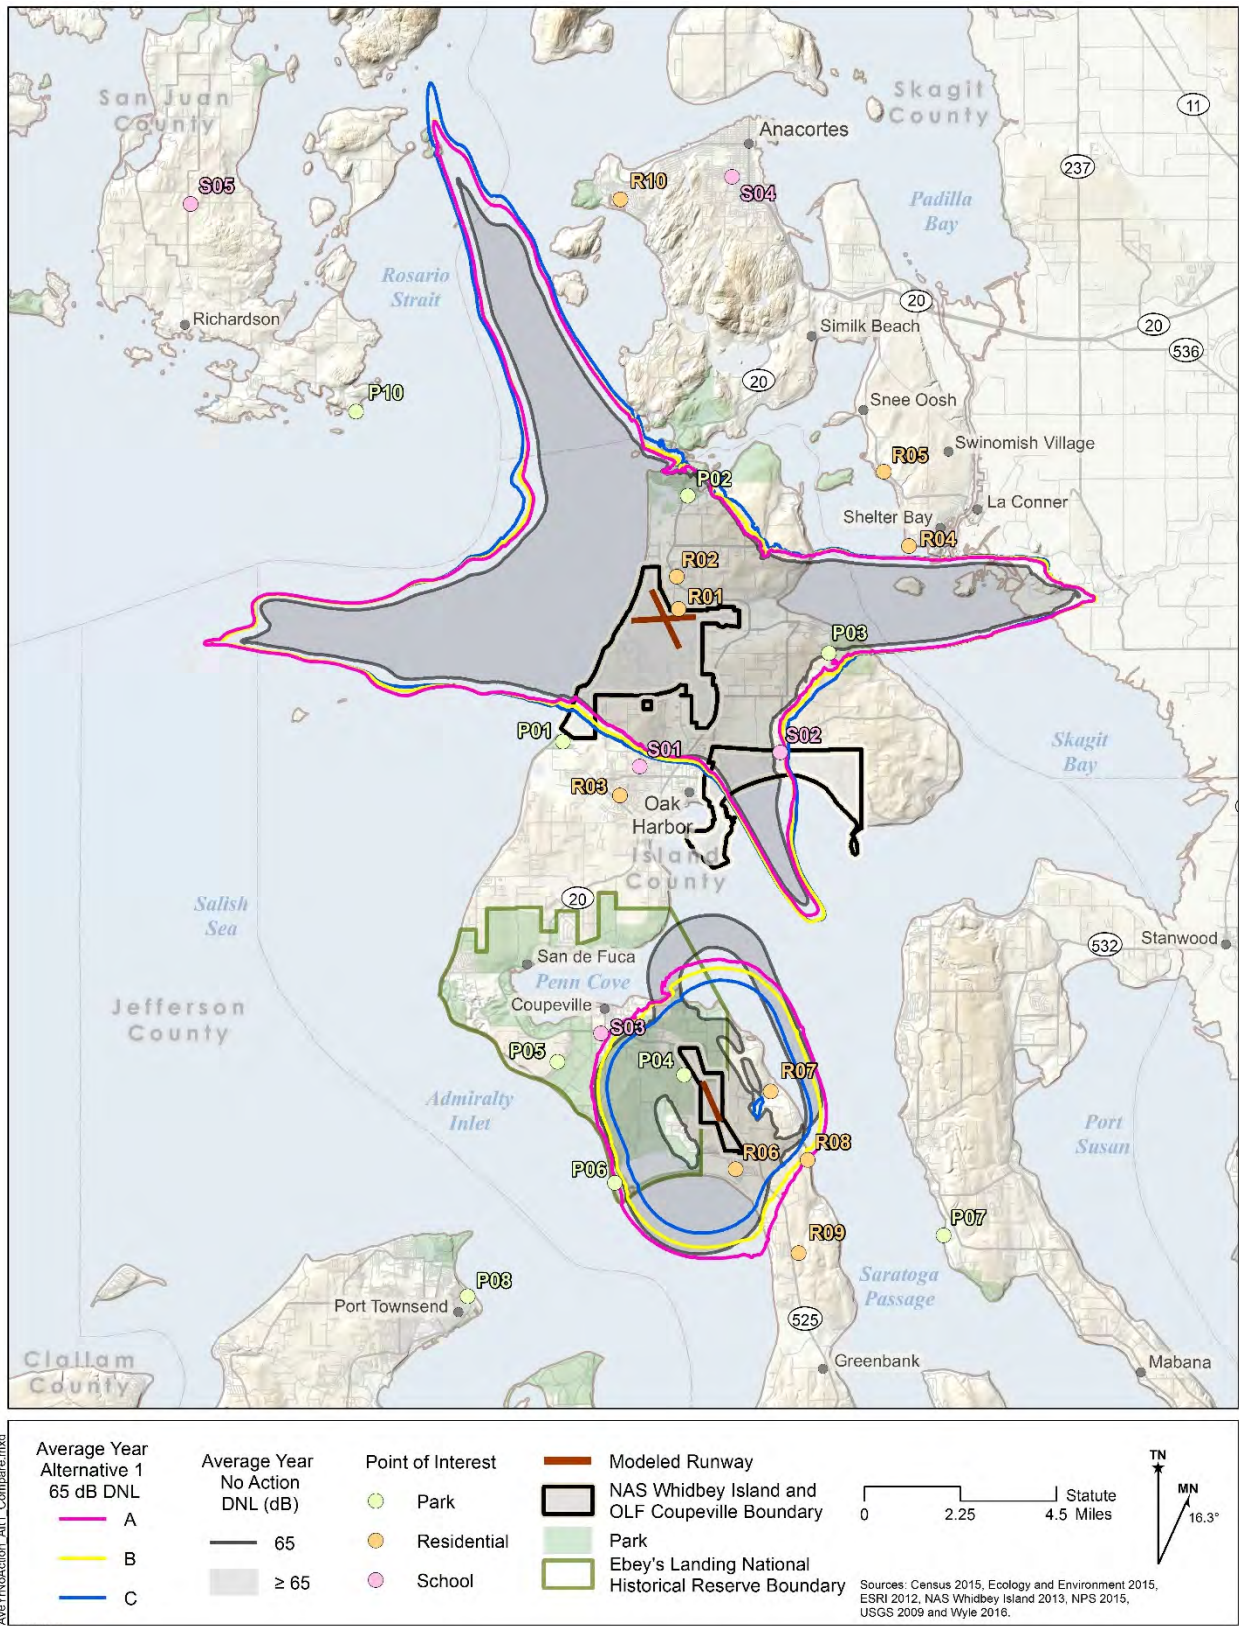 San Juan
County
Skagit
County
11
Anacortes
237
S05
R10
S04
Padilla
Bay
Rosario
Strait
20
Richardson
Similk Beach
20
536
20
P10
Snee Oosh
Swinomish Village
R05
P02
La Conner
Shelter Bay
R04
R02
R01
P03
P01
S01
S02
Skagit
Bay
R03
Oak
Harbor
Island
County
20
Salish
Sea
532
Stanwood
San de Fuca
Penn Cove
Coupeville
Jefferson
County
S03
P05
P04
R07
Admiralty
Inlet
Port
Susan
R06
R08
P06
P07
R09
Saratoga
Passage
P08
Port Townsend
525
Clallam
County
Greenbank
Mabana
Average Year
Alternative 1
65 dB DNL
A
B
C
Average Year
No Action
DNL (dB)
65
≥ 65
Point of Interest
Park
Residential
School
Modeled Runway
NAS Whidbey Island and
OLF Coupeville Boundary
Park
Ebey's Landing National
Historical Reserve Boundary
Statute
0 2.25 4.5 Miles
TN
MN
16.3°
Sources: Census 2015, Ecology and Environment 2015,
ESRI 2012, NAS Whidbey Island 2013, NPS 2015,
USGS 2009 and Wyle 2016.